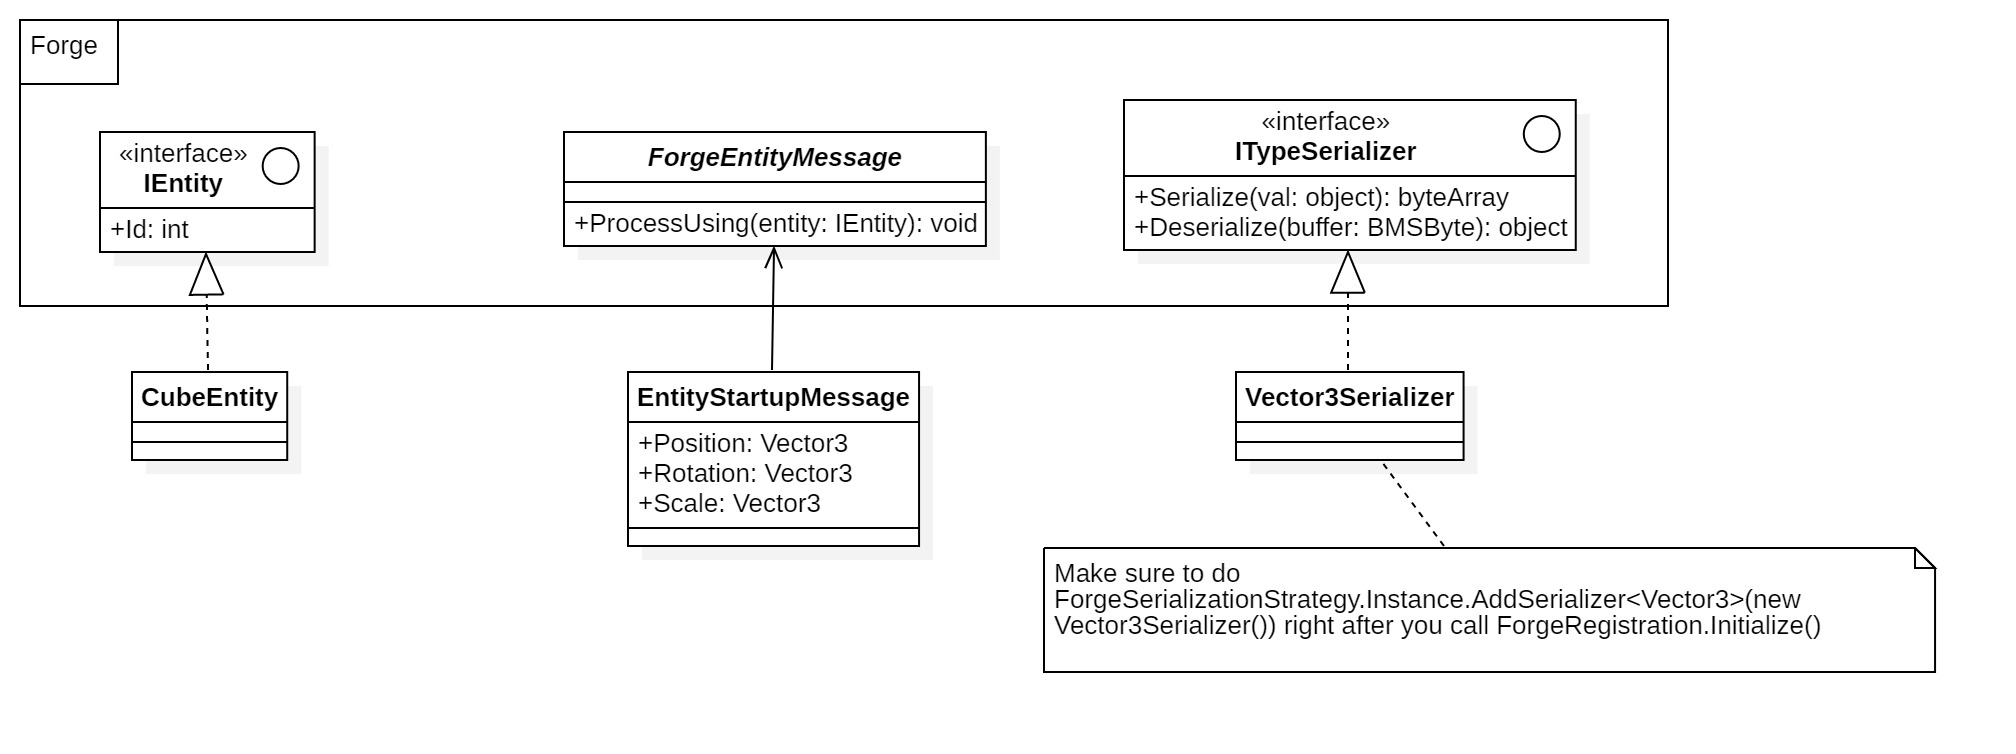 Forge
«interface»
IEntity
+Id: int
ForgeEntityMessage
+ProcessUsing(entity: IEntity): void
«interface»
ITypeSerializer
+Serialize(val: object): byteArray
+Deserialize(buffer: BMSByte): object
CubeEntity
EntityStartupMessage
+Position: Vector3
+Rotation: Vector3
+Scale: Vector3
Vector3Serializer
Make sure to do
ForgeSerializationStrategy.Instance.AddSerializer<Vector3>(new
Vector3Serializer()) right after you call ForgeRegistration.Initialize()